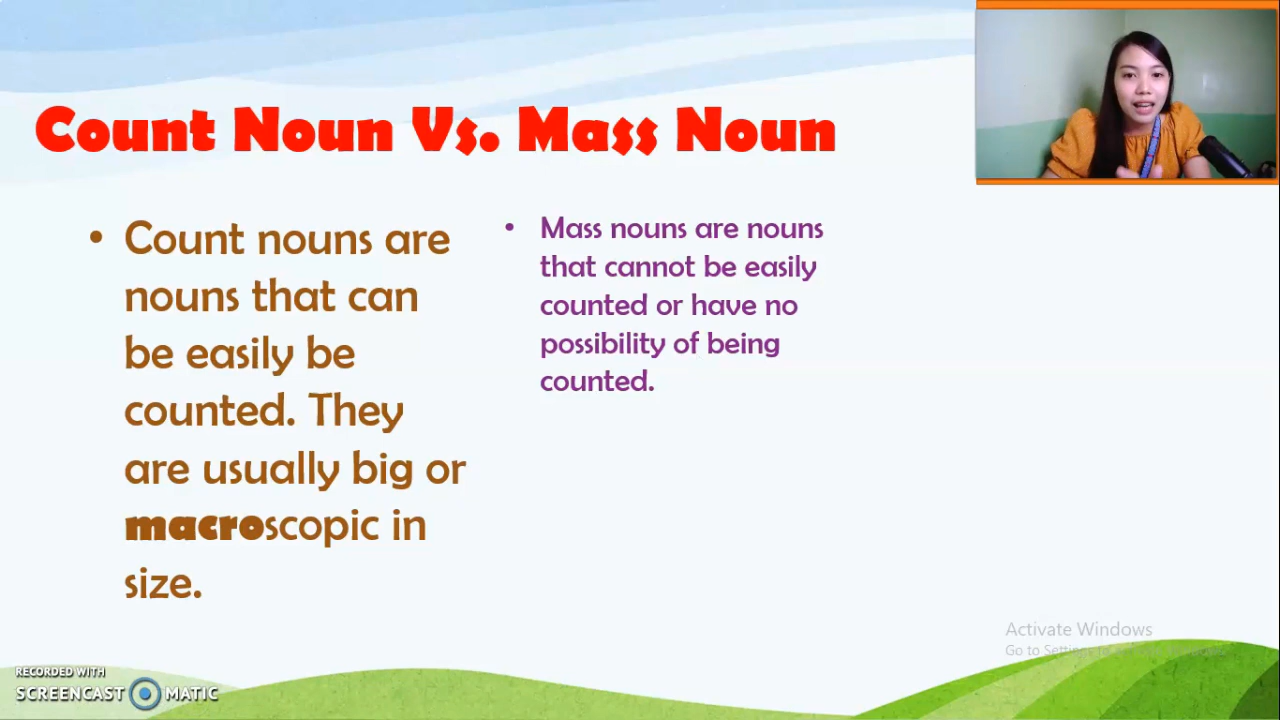 Count Noun Vs. Mass Noun
• Count nouns are
nouns that can
be easily be
counted. They
are usually big or
macroscopic in
size.
• Mass nouns are nouns
that cannot be easily
counted or have no
possibility of being
counted.
Activate Windows
Go to Settings to activate Windows.
RECORDED WITH
SCREENCAST MATIC